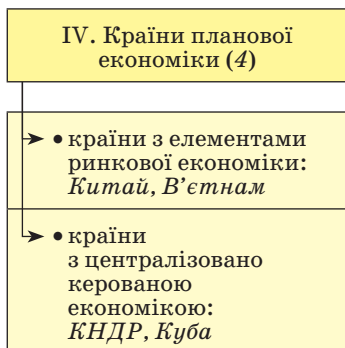 IV. Країни планової
економіки (4)
• країни з елементами
ринкової економіки:
Китай, В’єтнам
• країни
з централізовано
керованою
економікою:
КНДР, Куба